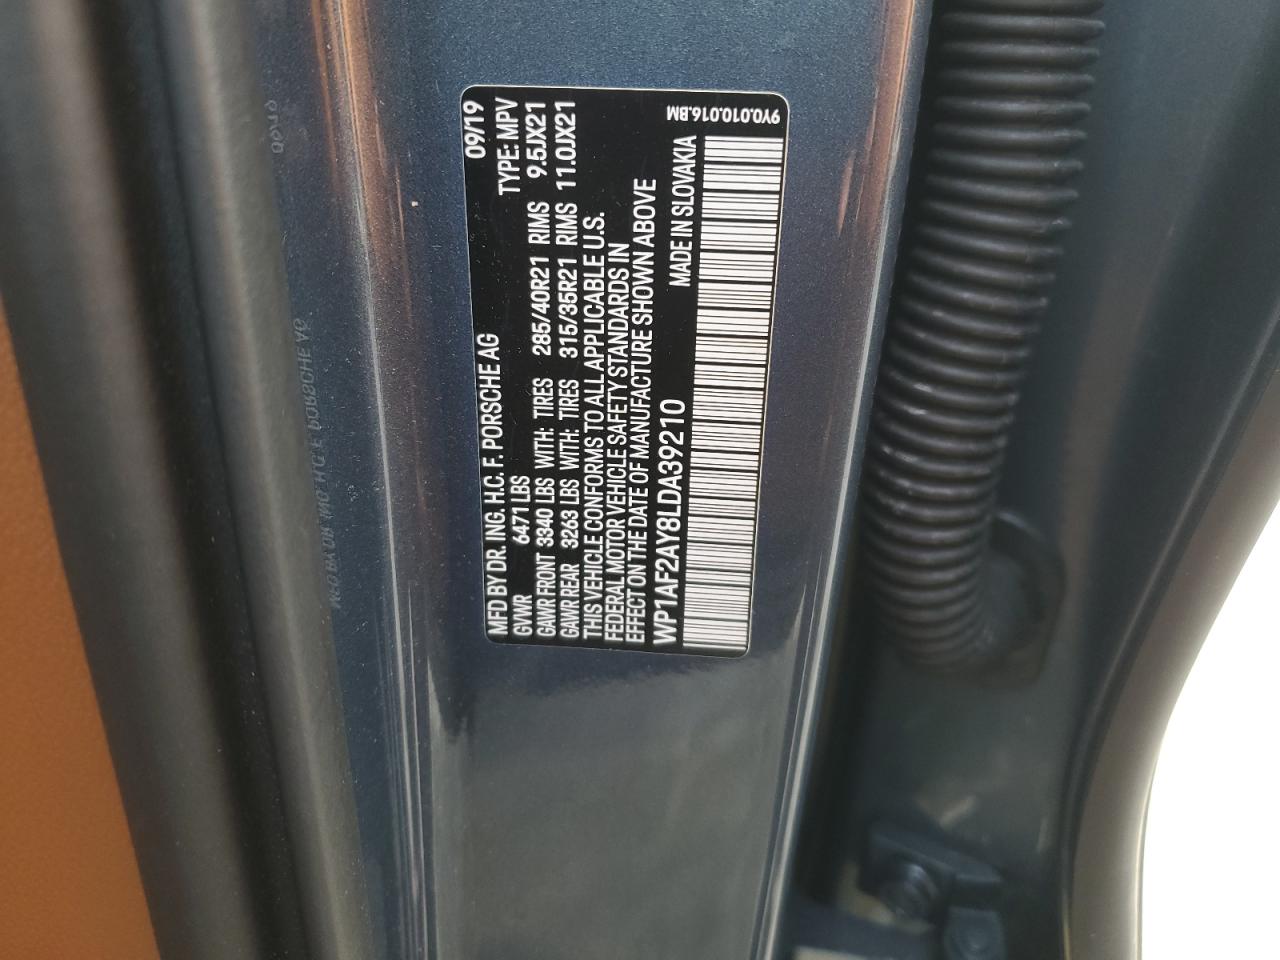 MFD BY DR. ING. H.C. F. PORSCHE AG 09/19
GVWR 6471 LBS TYPE: MPV
GAWR FRONT 3340 LBS WITH: TIRES 285/40R21 RIMS 9.5JX21
GAWR REAR 3263 LBS WITH: TIRES 315/35R21 RIMS 11.0JX21
THIS VEHICLE CONFORMS TO ALL APPLICABLE U.S.
FEDERAL MOTOR VEHICLE SAFETY STANDARDS IN
EFFECT ON THE DATE OF MANUFACTURE SHOWN ABOVE
WP1AF2AY8LDA39210 MADE IN SLOVAKIA
9Y0.010.016.BM